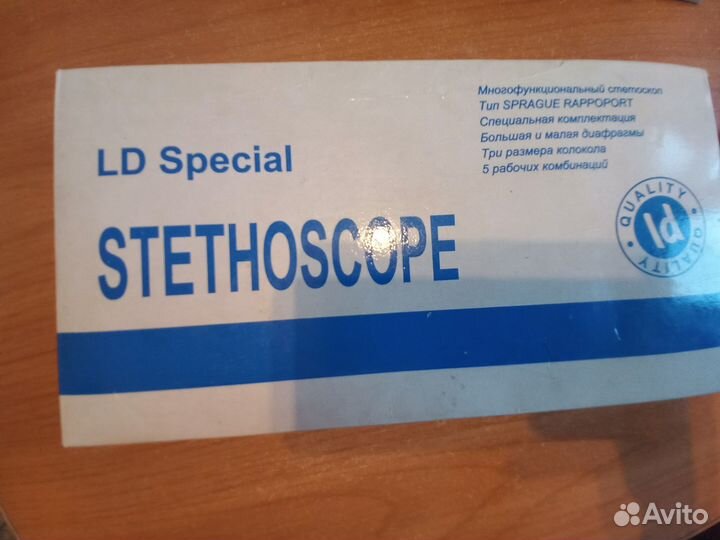 Многофункциональный стетоскоп
Тип SPRAGUE RAPPOPORT
Специальная комплектация
Большая и малая диафрагмы
Три размера колокола
5 рабочих комбинаций
LD Special
STETHOSCOPE
QUALITY
ld
QUALITY
Avito